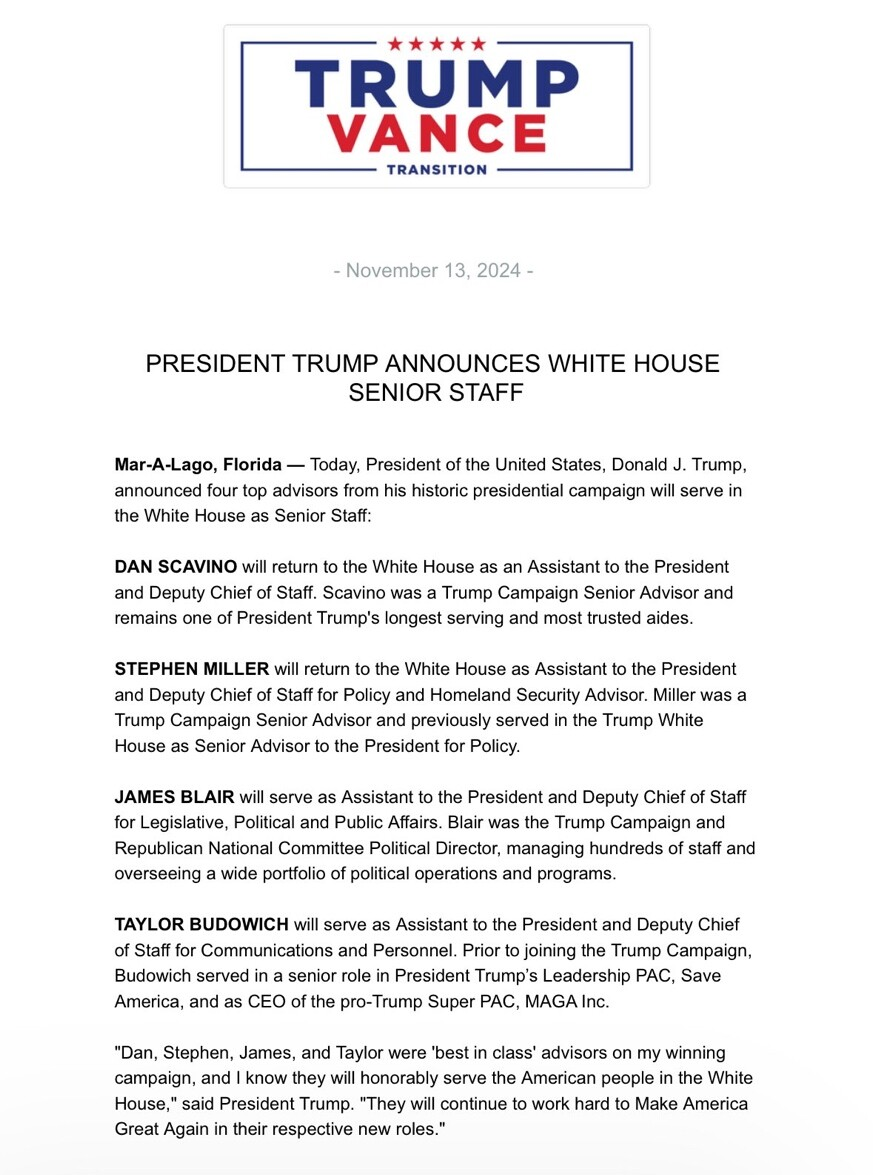 ★★★★★
TRUMP
VANCE
TRANSITION
- November 13, 2024 -
PRESIDENT TRUMP ANNOUNCES WHITE HOUSE
SENIOR STAFF
Mar-A-Lago, Florida — Today, President of the United States, Donald J. Trump,
announced four top advisors from his historic presidential campaign will serve in
the White House as Senior Staff:
DAN SCAVINO will return to the White House as an Assistant to the President
and Deputy Chief of Staff. Scavino was a Trump Campaign Senior Advisor and
remains one of President Trump's longest serving and most trusted aides.
STEPHEN MILLER will return to the White House as Assistant to the President
and Deputy Chief of Staff for Policy and Homeland Security Advisor. Miller was a
Trump Campaign Senior Advisor and previously served in the Trump White
House as Senior Advisor to the President for Policy.
JAMES BLAIR will serve as Assistant to the President and Deputy Chief of Staff
for Legislative, Political and Public Affairs. Blair was the Trump Campaign and
Republican National Committee Political Director, managing hundreds of staff and
overseeing a wide portfolio of political operations and programs.
TAYLOR BUDOWICH will serve as Assistant to the President and Deputy Chief
of Staff for Communications and Personnel. Prior to joining the Trump Campaign,
Budowich served in a senior role in President Trump’s Leadership PAC, Save
America, and as CEO of the pro-Trump Super PAC, MAGA Inc.
"Dan, Stephen, James, and Taylor were 'best in class' advisors on my winning
campaign, and I know they will honorably serve the American people in the White
House," said President Trump. "They will continue to work hard to Make America
Great Again in their respective new roles."